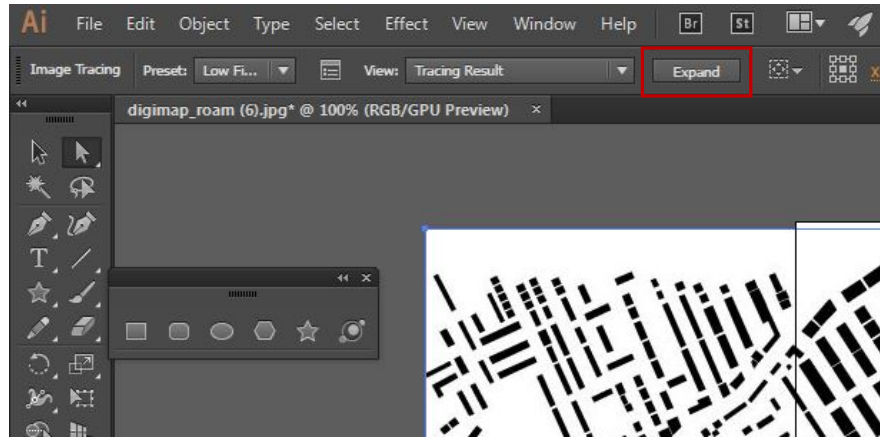 Ai File Edit Object Type Select Effect View Window Help Br St
Image Tracing Preset: Low Fi... View: Tracing Result Expand x
digimap_roam (6).jpg* @ 100% (RGB/GPU Preview) ×
T